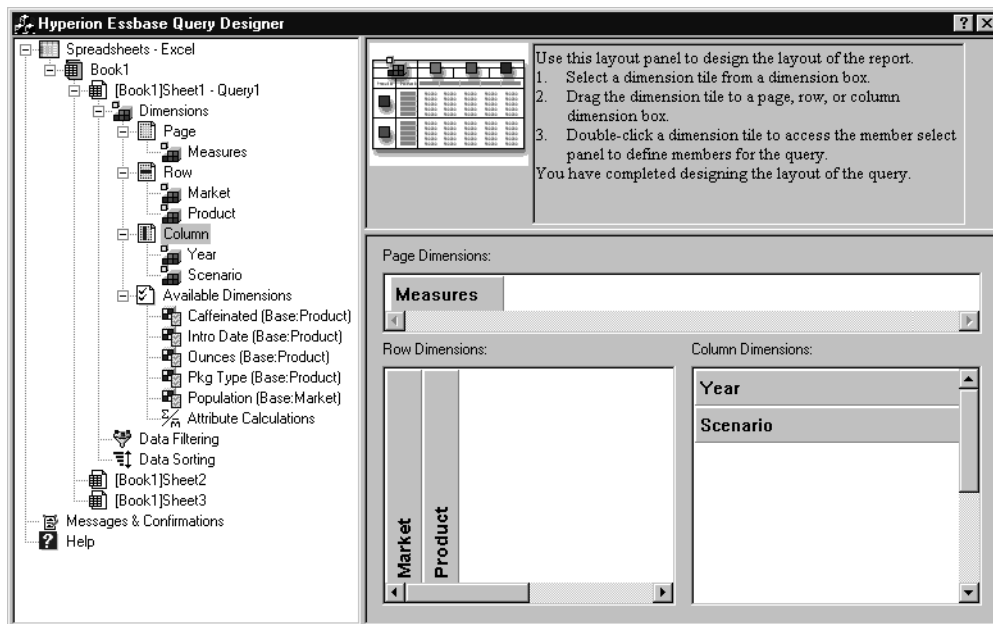 Hyperion Essbase Query Designer
Spreadsheets - Excel
Book1
[Book1]Sheet1 - Query1
Dimensions
Page
Measures
Row
Market
Product
Column
Year
Scenario
Available Dimensions
Caffeinated (Base:Product)
Intro Date (Base:Product)
Ounces (Base:Product)
Pkg Type (Base:Product)
Population (Base:Market)
Attribute Calculations
Data Filtering
Data Sorting
[Book1]Sheet2
[Book1]Sheet3
Messages & Confirmations
Help
Use this layout panel to design the layout of the report.
1. Select a dimension tile from a dimension box.
2. Drag the dimension tile to a page, row, or column
dimension box.
3. Double-click a dimension tile to access the member select
panel to define members for the query.
You have completed designing the layout of the query.
Page Dimensions:
Measures
Row Dimensions:
Market
Product
Column Dimensions:
Year
Scenario